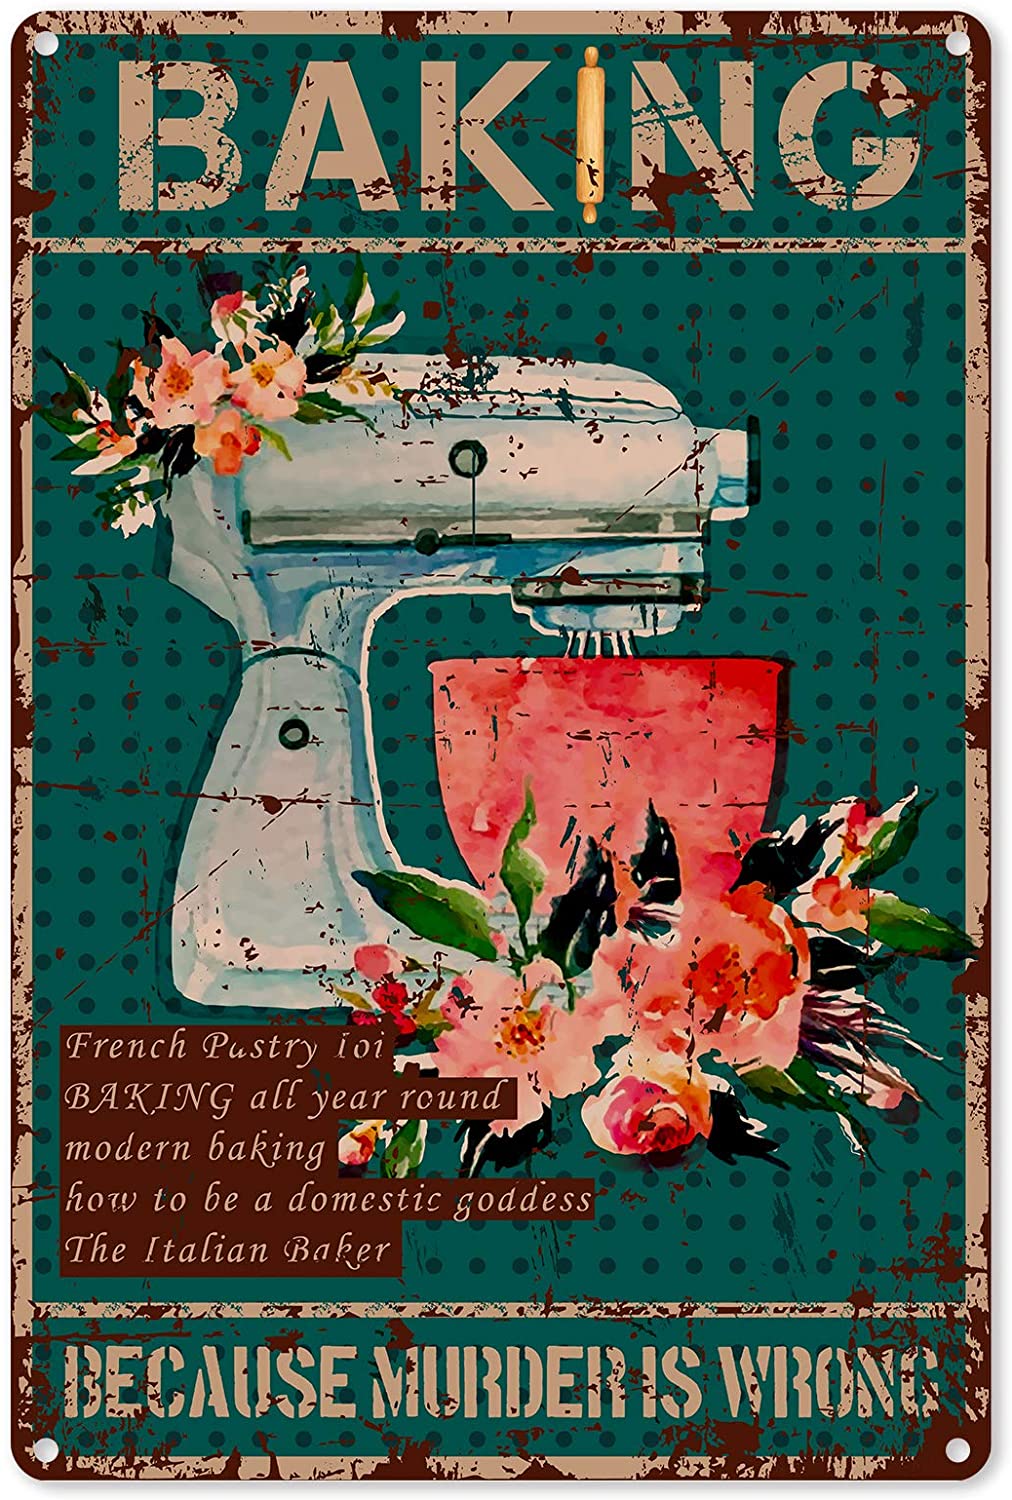 BAKING
French Pastry Ioi
BAKING all year round
modern baking
how to be a domestic goddess
The Italian Baker
BECAUSE MURDER IS WRONG